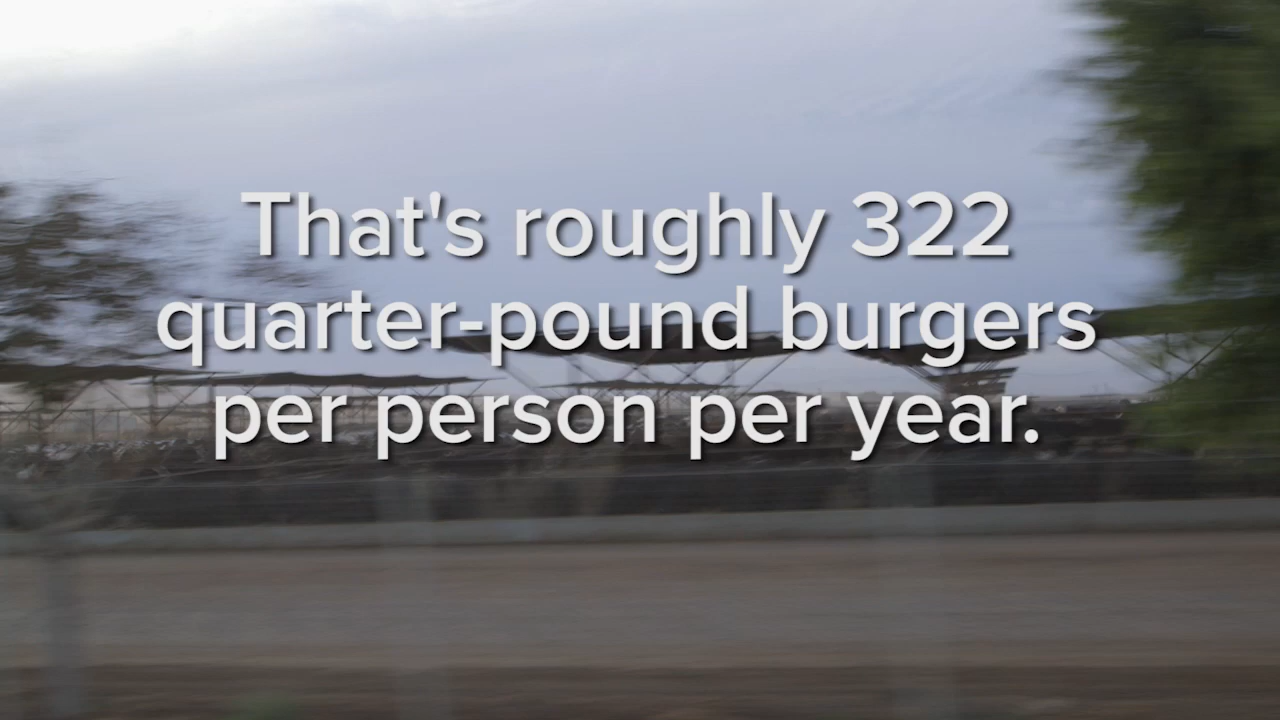 That's roughly 322
quarter-pound burgers
per person per year.